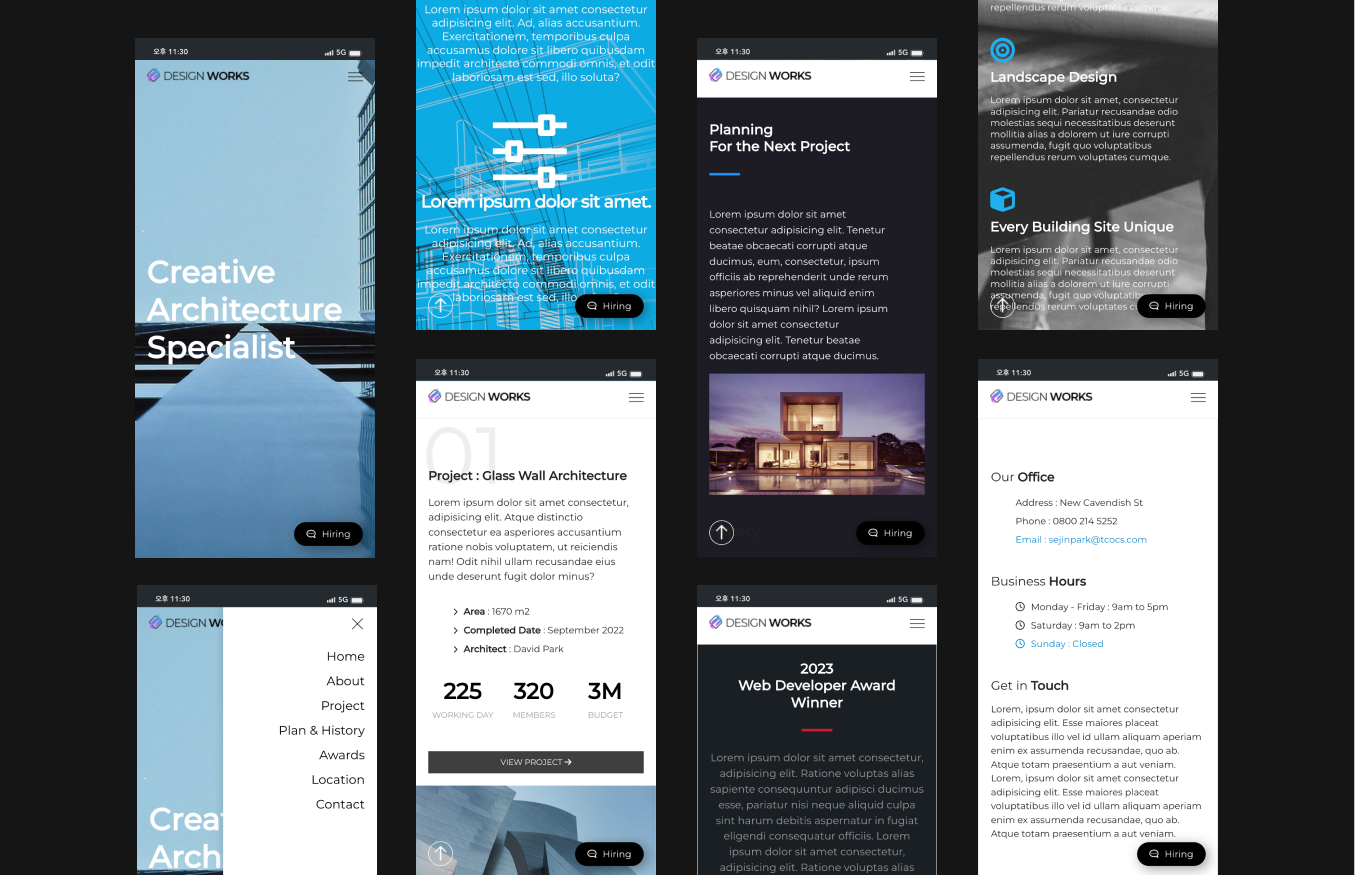 오후 11:30
5G
DESIGN WORKS
Creative
Architecture
Specialist
Hiring
오후 11:30
5G
DESIGN WO
Home
About
Project
Plan & History
Awards
Location
Contact
Crea
Arch
Lorem ipsum dolor sit amet consectetur
adipisicing elit. Ad, alias accusantium.
Exercitationem, temporibus culpa
accusamus dolore sit libero quibusdam
impedit architecto commodi omnis, et odit
laboriosam est sed, illo soluta?
Lorem ipsum dolor sit amet.
Lorem ipsum dolor sit amet consectetur
adipisicing elit. Ad, alias accusantium.
Exercitationem, temporibus culpa
accusamus dolore sit libero quibusdam
impedit architecto commodi omnis, et odit
laboriosam est sed, illo
Hiring
오후 11:30
5G
DESIGN WORKS
01
Project : Glass Wall Architecture
Lorem ipsum dolor sit amet consectetur,
adipisicing elit. Atque distinctio
consectetur ea asperiores accusantium
ratione nobis voluptatem, ut reiciendis
nam! Odit nihil ullam recusandae eius
unde deserunt fugit dolor minus?
Area : 1670 m2
Completed Date : September 2022
Architect : David Park
225 320 3M
WORKING DAY MEMBERS BUDGET
VIEW PROJECT
Hiring
오후 11:30
5G
DESIGN WORKS
Planning
For the Next Project
Lorem ipsum dolor sit amet
consectetur adipisicing elit. Tenetur
beatae obcaecati corrupti atque
ducimus, eum, consectetur, ipsum
officiis ab reprehenderit unde rerum
asperiores minus vel aliquid enim
libero quisquam nihil? Lorem ipsum
dolor sit amet consectetur
adipisicing elit. Tenetur beatae
obcaecati corrupti atque ducimus.
ory
Hiring
오후 11:30
5G
DESIGN WORKS
2023
Web Developer Award
Winner
Lorem ipsum dolor sit amet consectetur,
adipisicing elit. Ratione voluptas alias
sapiente consequuntur adipisci ducimus
esse, pariatur nisi neque aliquid culpa
sint harum debitis aspernatur in fugiat
eligendi consequatur officiis. Lorem
ipsum dolor sit amet consectetur,
adipisicing elit. Ratione voluptas alias
repellendus rerum voluptates cumque.
Landscape Design
Lorem ipsum dolor sit amet, consectetur
adipisicing elit. Pariatur recusandae odio
molestias sequi necessitatibus deserunt
mollitia alias a dolorem ut iure corrupti
assumenda, fugit quo voluptatibus
repellendus rerum voluptates cumque.
Every Building Site Unique
Lorem ipsum dolor sit amet, consectetur
adipisicing elit. Pariatur recusandae odio
molestias sequi necessitatibus deserunt
mollitia alias a dolorem ut iure corrupti
assumenda, fugit quo voluptatib
repellendus rerum voluptates c
Hiring
오후 11:30
5G
DESIGN WORKS
Our Office
Address : New Cavendish St
Phone : 0800 214 5252
Email : sejinpark@tcocs.com
Business Hours
Monday - Friday : 9am to 5pm
Saturday : 9am to 2pm
Sunday : Closed
Get in Touch
Lorem ipsum dolor sit amet consectetur
adipisicing elit. Esse maiores placeat
voluptatibus illo vel id ullam aliquam aperiam
enim ex assumenda recusandae, quo ab.
Atque totam praesentium a aut veniam.
Lorem ipsum dolor sit amet consectetur,
adipisicing elit. Esse maiores placeat
voluptatibus illo vel id ullam aliquam aperiam
enim ex assumenda recusandae, quo ab.
Atque totam praesentium a aut veniam.
Hiring